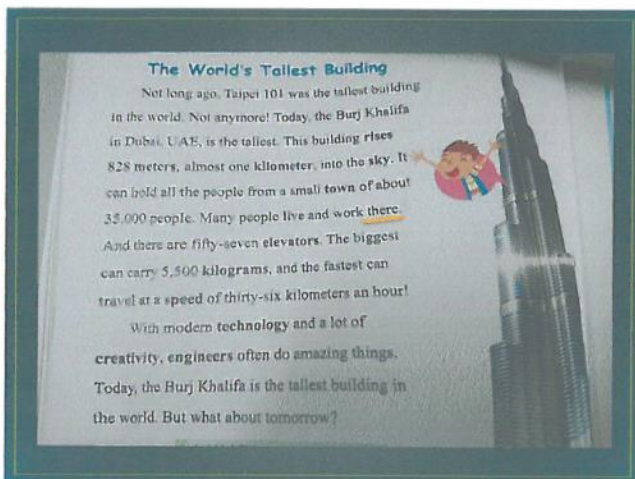 The World's Tallest Building
Not long ago, Taipei 101 was the tallest building
in the world. Not anymore! Today, the Burj Khalifa
in Dubai, UAE, is the tallest. This building rises
828 meters, almost one kilometer, into the sky. It
can hold all the people from a small town of about
35,000 people. Many people live and work there.
And there are fifty-seven elevators. The biggest
can carry 5,500 kilograms, and the fastest can
travel at a speed of thirty-six kilometers an hour!
With modern technology and a lot of
creativity, engineers often do amazing things.
Today, the Burj Khalifa is the tallest building in
the world. But what about tomorrow?